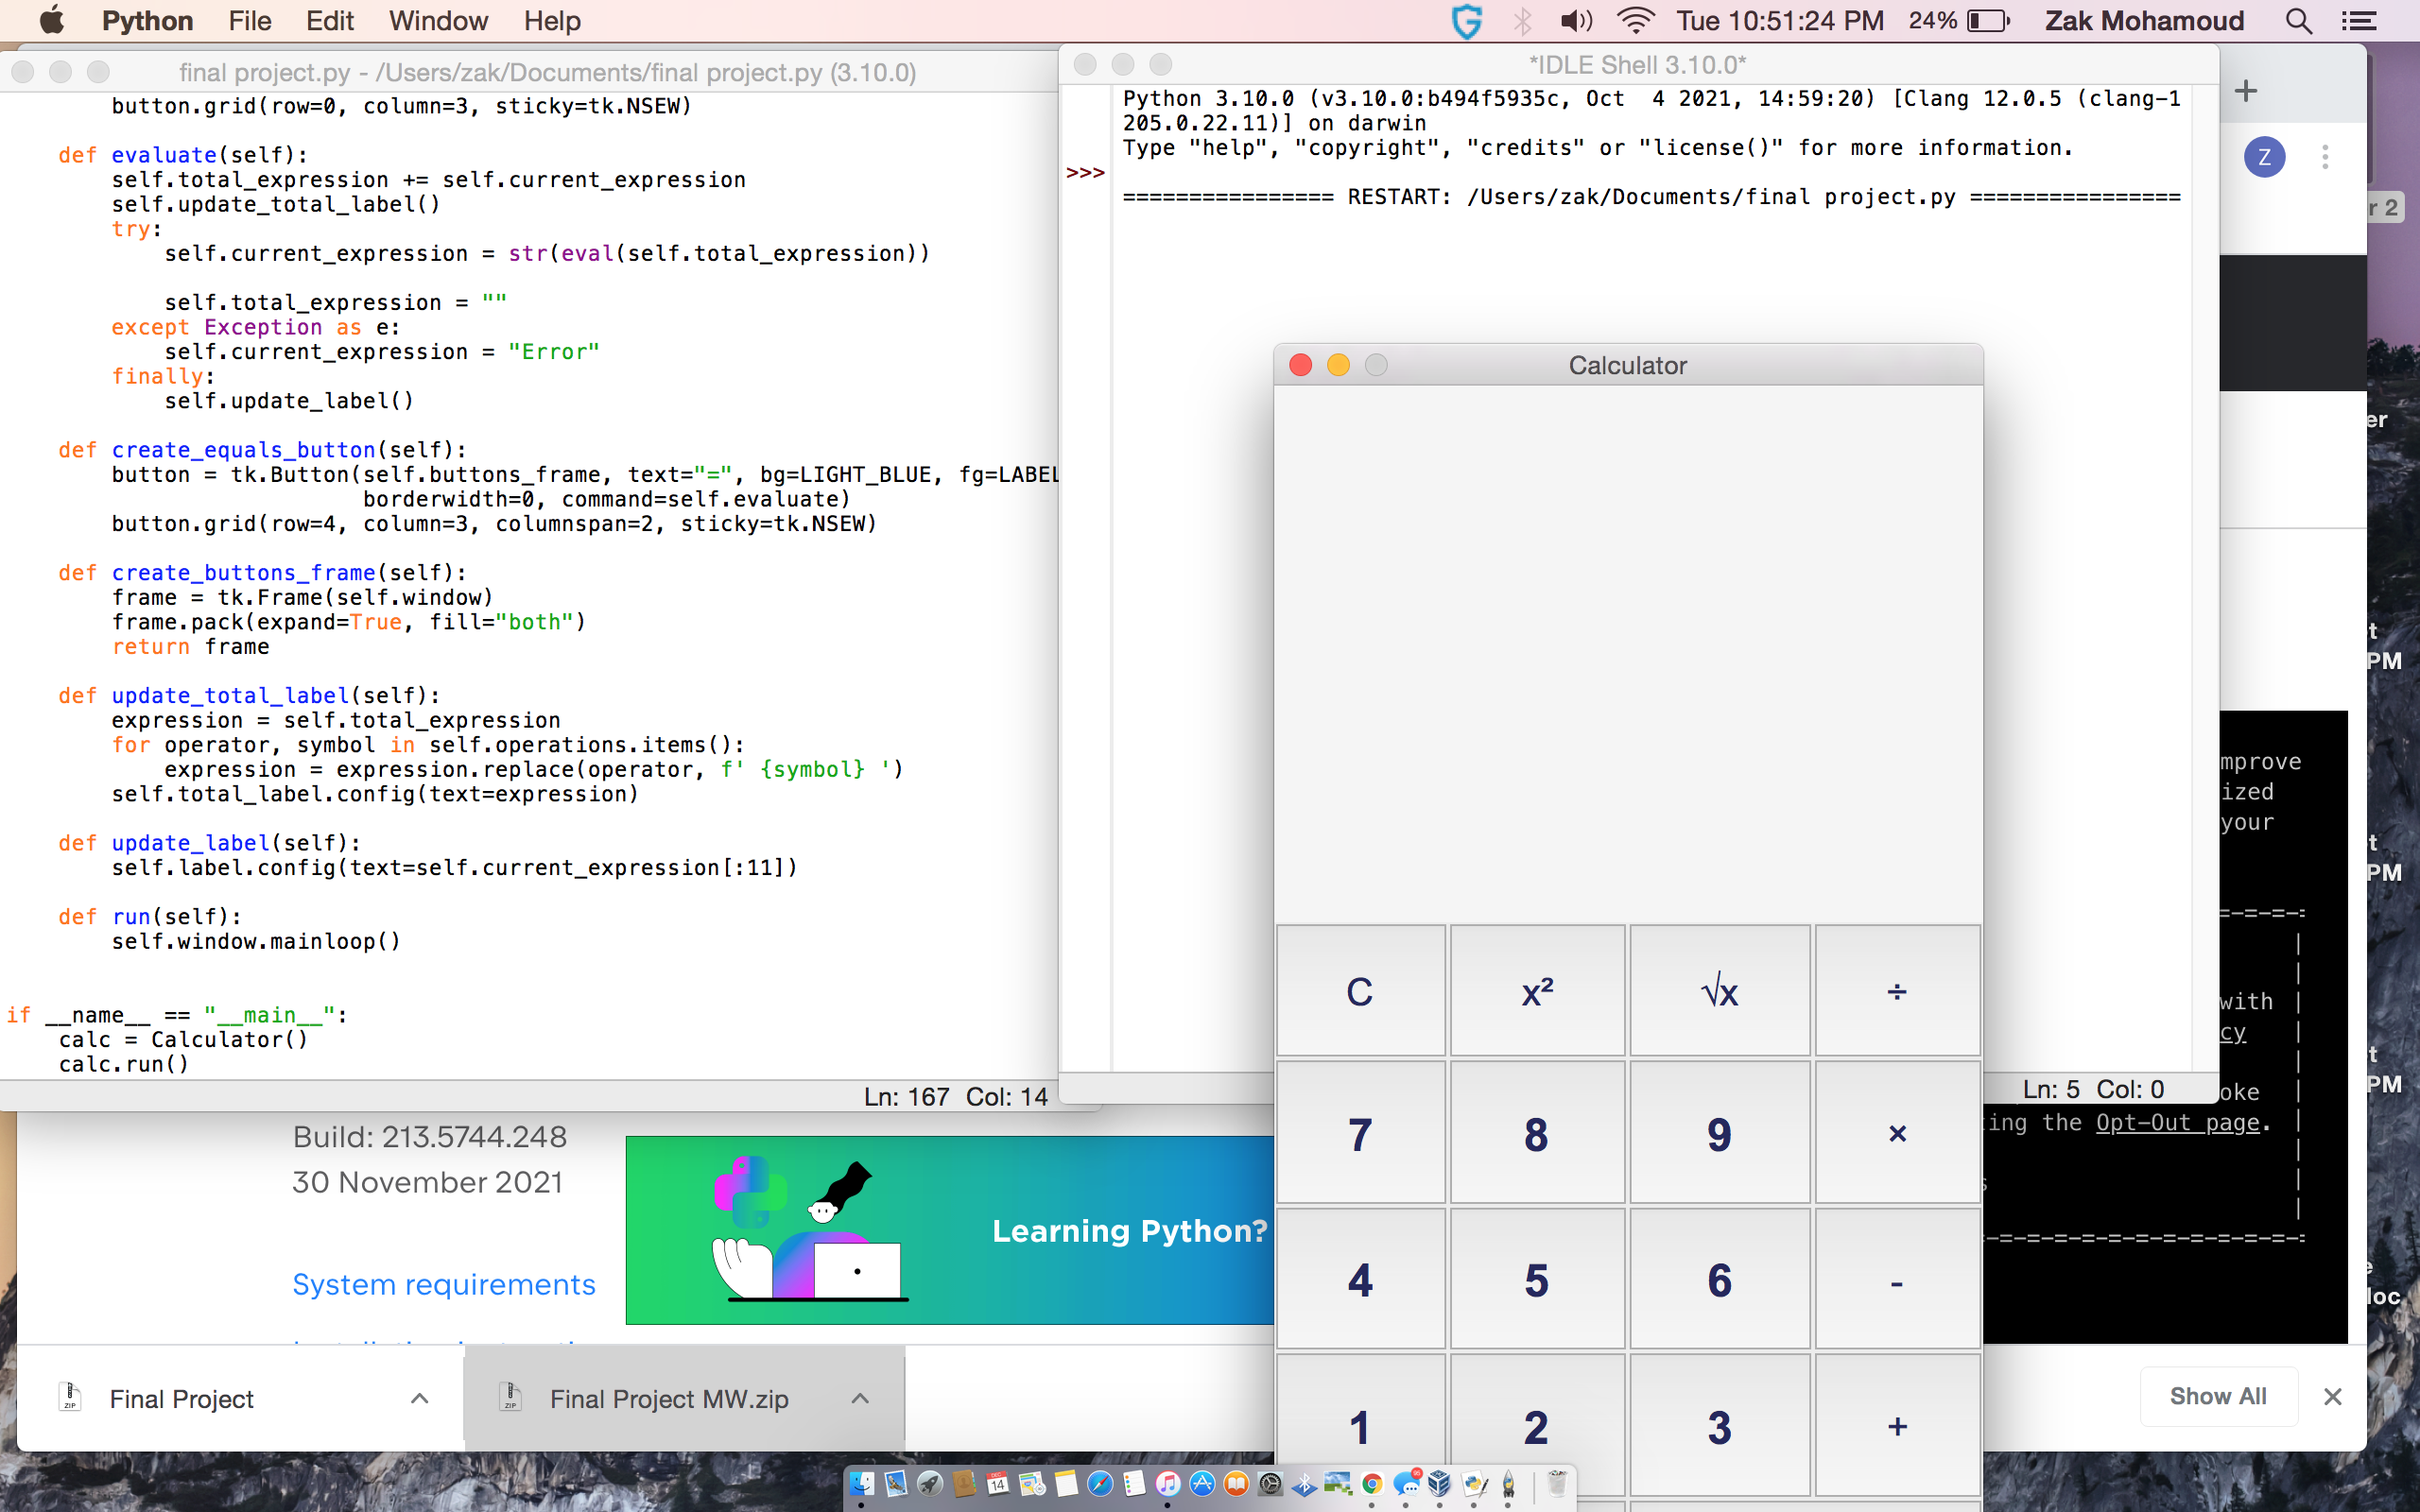 Python File Edit Window Help
Tue 10:51:24 PM 24% Zak Mohamoud
final project.py - /Users/zak/Documents/final project.py (3.10.0)
button.grid(row=0, column=3, sticky=tk.NSEW)
def evaluate(self):
self.total_expression += self.current_expression
self.update_total_label()
try:
self.current_expression = str(eval(self.total_expression))
self.total_expression = ""
except Exception as e:
self.current_expression = "Error"
finally:
self.update_label()
def create_equals_button(self):
button = tk.Button(self.buttons_frame, text="=", bg=LIGHT_BLUE, fg=LABEL
borderwidth=0, command=self.evaluate)
button.grid(row=4, column=3, columnspan=2, sticky=tk.NSEW)
def create_buttons_frame(self):
frame = tk.Frame(self.window)
frame.pack(expand=True, fill="both")
return frame
def update_total_label(self):
expression = self.total_expression
for operator, symbol in self.operations.items():
expression = expression.replace(operator, f' {symbol} ')
self.total_label.config(text=expression)
def update_label(self):
self.label.config(text=self.current_expression[:11])
def run(self):
self.window.mainloop()
if __name__ == "__main__":
calc = Calculator()
calc.run()
Ln: 167 Col: 14
*IDLE Shell 3.10.0*
Python 3.10.0 (v3.10.0:b494f5935c, Oct  4 2021, 14:59:20) [Clang 12.0.5 (clang-1
205.0.22.11)] on darwin
Type "help", "copyright", "credits" or "license()" for more information.
>>>
================ RESTART: /Users/zak/Documents/final project.py ================
Ln: 5 Col: 0
Calculator
C x² √x ÷
7 8 9 ×
4 5 6 -
1 2 3 +
Z
r 2
er
t
PM
t
PM
t
PM
loc
mprove
ized
your
with
cy
oke
ing the Opt-Out page.
Build: 213.5744.248
30 November 2021
System requirements
Learning Python?
Final Project
Final Project MW.zip
Show All